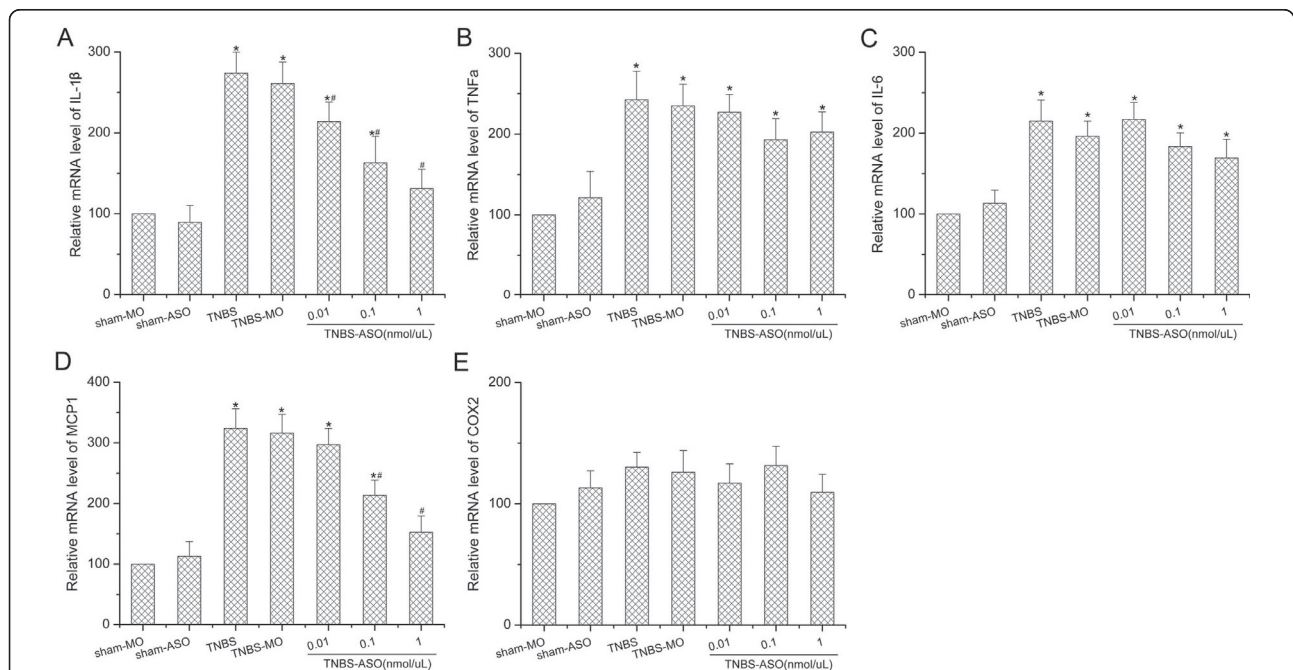 A
Relative mRNA level of IL-1β
300
200
100
0
* * *# *# #
sham-MO sham-ASO TNBS TNBS-MO 0.01 0.1 1
TNBS-ASO(nmol/uL)
B
Relative mRNA level of TNFa
300
200
100
0
* * * * *
sham-MO sham-ASO TNBS TNBS-MO 0.01 0.1 1
TNBS-ASO(nmol/uL)
C
Relative mRNA level of IL-6
300
200
100
0
* * * * *
sham-MO sham-ASO TNBS TNBS-MO 0.01 0.1 1
TNBS-ASO(nmol/uL)
D
Relative mRNA level of MCP1
400
300
200
100
0
* * * *# #
sham-MO sham-ASO TNBS TNBS-MO 0.01 0.1 1
TNBS-ASO(nmol/uL)
E
Relative mRNA level of COX2
200
100
0
sham-MO sham-ASO TNBS TNBS-MO 0.01 0.1 1
TNBS-ASO(nmol/uL)